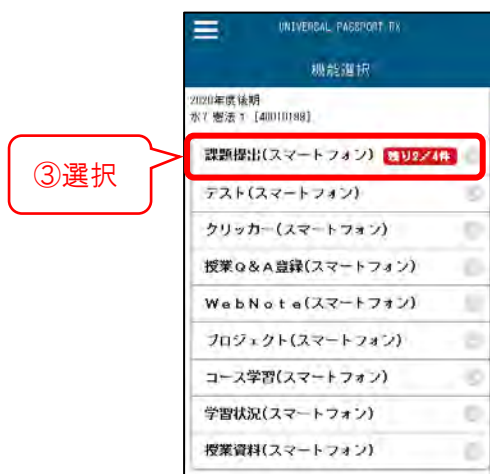 UNIVERSAL PASSPORT RX
機能選択
2020年度後期
水7 憲法1 [40010188]
③選択
課題提出(スマートフォン) 残り2/4件
テスト(スマートフォン)
クリッカー(スマートフォン)
授業Q&A登録(スマートフォン)
WebNote(スマートフォン)
プロジェクト(スマートフォン)
コース学習(スマートフォン)
学習状況(スマートフォン)
授業資料(スマートフォン)